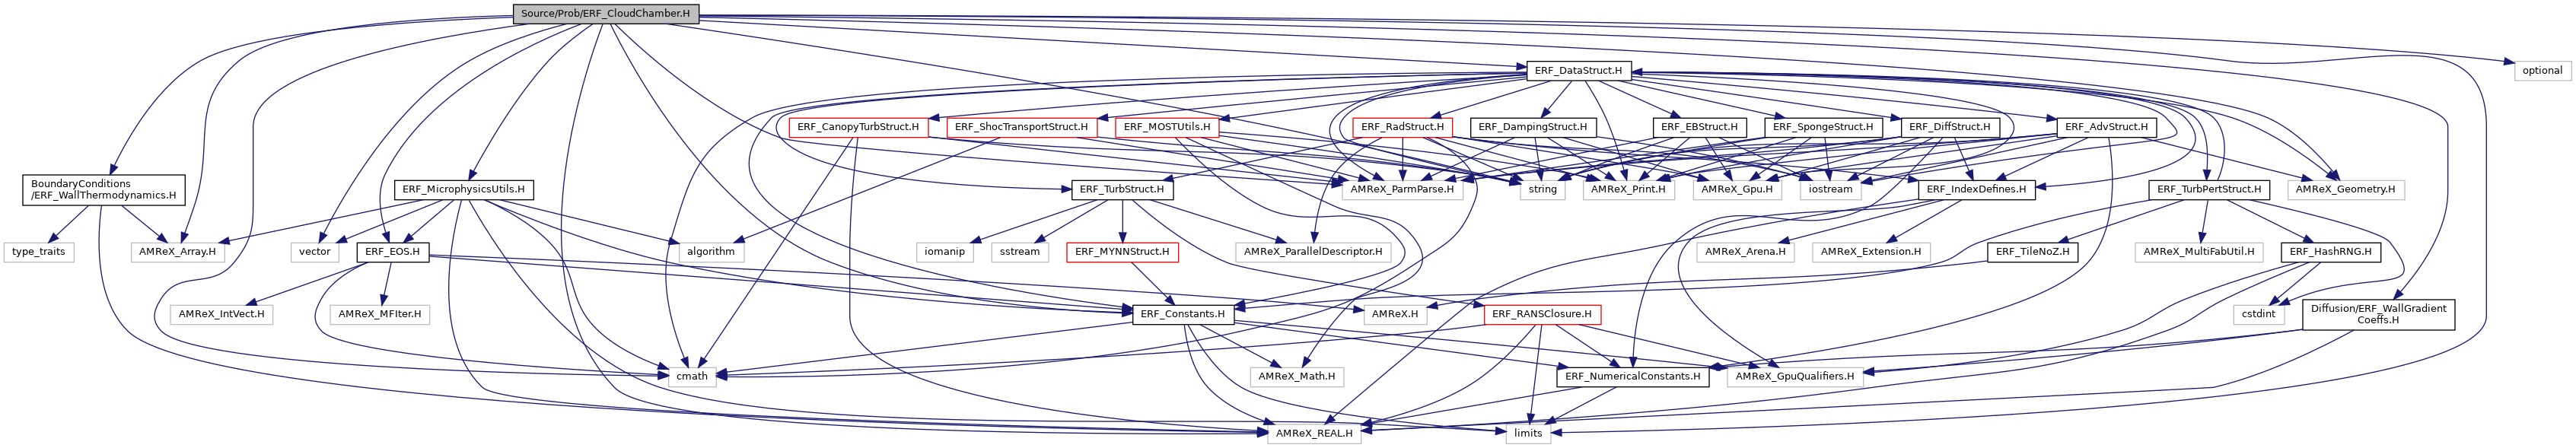 Source/Prob/ERF_CloudChamber.H
ERF_DataStruct.H
optional
ERF_CanopyTurbStruct.H
ERF_ShocTransportStruct.H
ERF_MOSTUtils.H
ERF_RadStruct.H
ERF_DampingStruct.H
ERF_EBStruct.H
ERF_SpongeStruct.H
ERF_DiffStruct.H
ERF_AdvStruct.H
BoundaryConditions
/ERF_WallThermodynamics.H
ERF_MicrophysicsUtils.H
AMReX_ParmParse.H
ERF_TurbStruct.H
string
AMReX_Print.H
AMReX_Gpu.H
iostream
ERF_IndexDefines.H
ERF_TurbPertStruct.H
AMReX_Geometry.H
type_traits
AMReX_Array.H
vector
ERF_EOS.H
algorithm
iomanip
sstream
ERF_MYNNStruct.H
AMReX_ParallelDescriptor.H
AMReX_Arena.H
AMReX_Extension.H
ERF_TileNoZ.H
AMReX_MultiFabUtil.H
ERF_HashRNG.H
AMReX_IntVect.H
AMReX_MFIter.H
ERF_Constants.H
AMReX.H
ERF_RANSClosure.H
cstdint
Diffusion/ERF_WallGradient
Coeffs.H
cmath
AMReX_Math.H
ERF_NumericalConstants.H
AMReX_GpuQualifiers.H
AMReX_REAL.H
limits